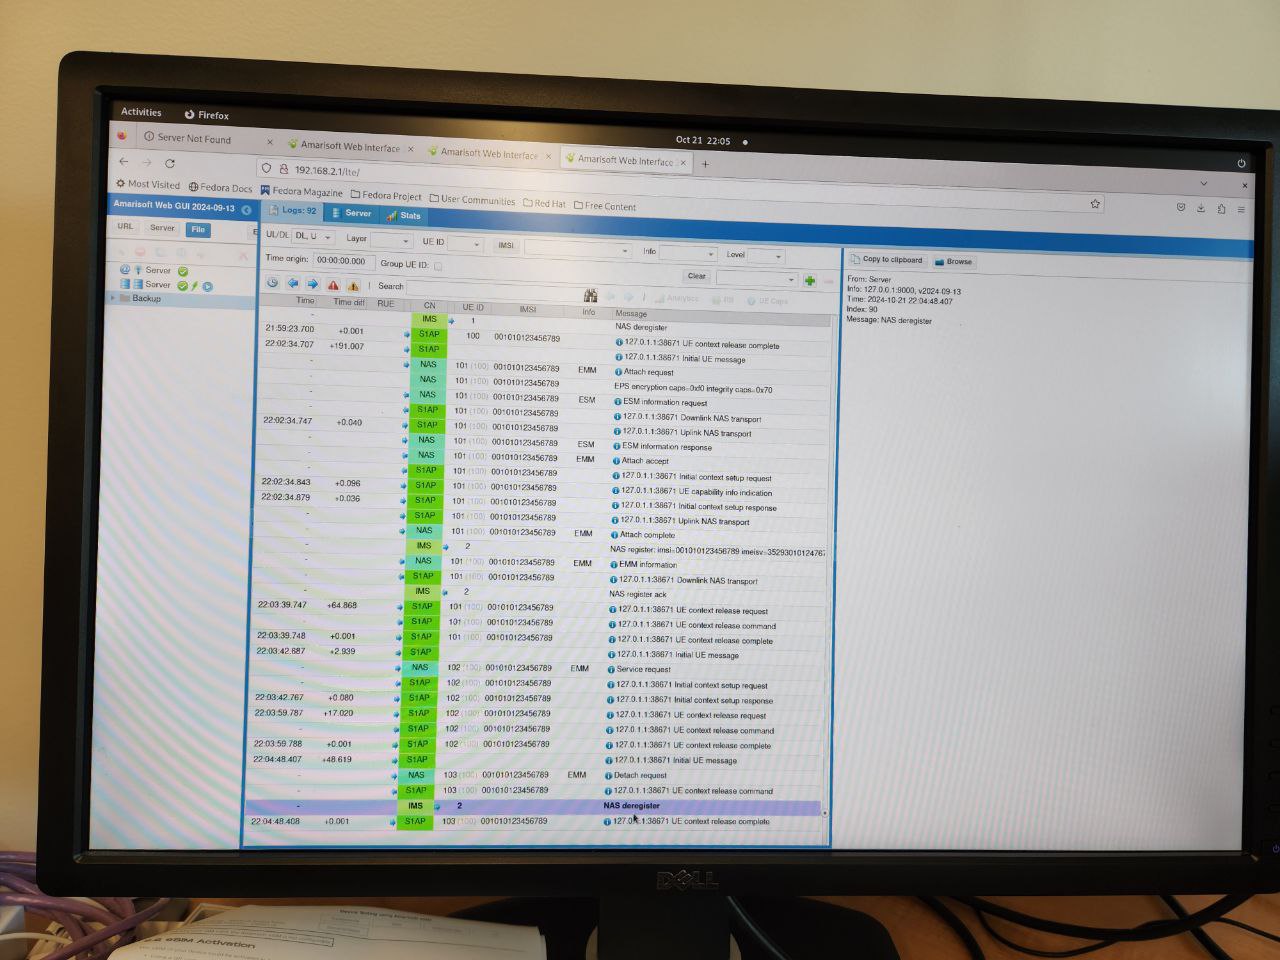 Activities Firefox Oct 21 22:05
Server Not Found × Amarisoft Web Interface × Amarisoft Web Interface × Amarisoft Web Interface × +
192.168.2.1/lte/
Most Visited Fedora Docs Fedora Magazine Fedora Project User Communities Red Hat Free Content
Amarisoft Web GUI 2024-09-13 Logs: 92 Server Stats
URL Server File
UL/DL DL, U Layer UE ID IMSI Info Level
Time origin: 00:00:00.000 Group UE ID: Clear
Search Analytics RB UE Caps
Server
Server
Backup
Time Time diff RUE CN UE ID IMSI Info Message
- IMS 1 NAS deregister
21:59:23.700 +0.001 S1AP 100 001010123456789 127.0.1.1:38671 UE context release complete
22:02:34.707 +191.007 S1AP 127.0.1.1:38671 Initial UE message
- NAS 101 (100) 001010123456789 EMM Attach request
- NAS 101 (100) 001010123456789 EPS encryption caps=0xf0 integrity caps=0x70
- NAS 101 (100) 001010123456789 ESM ESM information request
- S1AP 101 (100) 001010123456789 127.0.1.1:38671 Downlink NAS transport
22:02:34.747 +0.040 S1AP 101 (100) 001010123456789 127.0.1.1:38671 Uplink NAS transport
- NAS 101 (100) 001010123456789 ESM ESM information response
- NAS 101 (100) 001010123456789 EMM Attach accept
- S1AP 101 (100) 001010123456789 127.0.1.1:38671 Initial context setup request
22:02:34.843 +0.096 S1AP 101 (100) 001010123456789 127.0.1.1:38671 UE capability info indication
22:02:34.879 +0.036 S1AP 101 (100) 001010123456789 127.0.1.1:38671 Initial context setup response
- S1AP 101 (100) 001010123456789 127.0.1.1:38671 Uplink NAS transport
- NAS 101 (100) 001010123456789 EMM Attach complete
- IMS 2 NAS register: imsi=001010123456789 imeisv=3529301012476
- NAS 101 (100) 001010123456789 EMM EMM information
- S1AP 101 (100) 001010123456789 127.0.1.1:38671 Downlink NAS transport
- IMS 2 NAS register ack
22:03:39.747 +64.868 S1AP 101 (100) 001010123456789 127.0.1.1:38671 UE context release request
- S1AP 101 (100) 001010123456789 127.0.1.1:38671 UE context release command
22:03:39.748 +0.001 S1AP 101 (100) 001010123456789 127.0.1.1:38671 UE context release complete
22:03:42.687 +2.939 S1AP 127.0.1.1:38671 Initial UE message
- NAS 102 (100) 001010123456789 EMM Service request
- S1AP 102 (100) 001010123456789 127.0.1.1:38671 Initial context setup request
22:03:42.767 +0.080 S1AP 102 (100) 001010123456789 127.0.1.1:38671 Initial context setup response
22:03:59.787 +17.020 S1AP 102 (100) 001010123456789 127.0.1.1:38671 UE context release request
- S1AP 102 (100) 001010123456789 127.0.1.1:38671 UE context release command
22:03:59.788 +0.001 S1AP 102 (100) 001010123456789 127.0.1.1:38671 UE context release complete
22:04:48.407 +48.619 S1AP 127.0.1.1:38671 Initial UE message
- NAS 103 (100) 001010123456789 EMM Detach request
- S1AP 103 (100) 001010123456789 127.0.1.1:38671 UE context release command
- IMS 2 NAS deregister
22:04:48.408 +0.001 S1AP 103 (100) 001010123456789 127.0.1.1:38671 UE context release complete
Copy to clipboard Browse
From: Server
Info: 127.0.1.1:9000, v2024-09-13
Time: 2024-10-21 22:04:48.407
Index: 90
Message: NAS deregister
DELL
Device Testing using Amarisoft
eSIM Activation